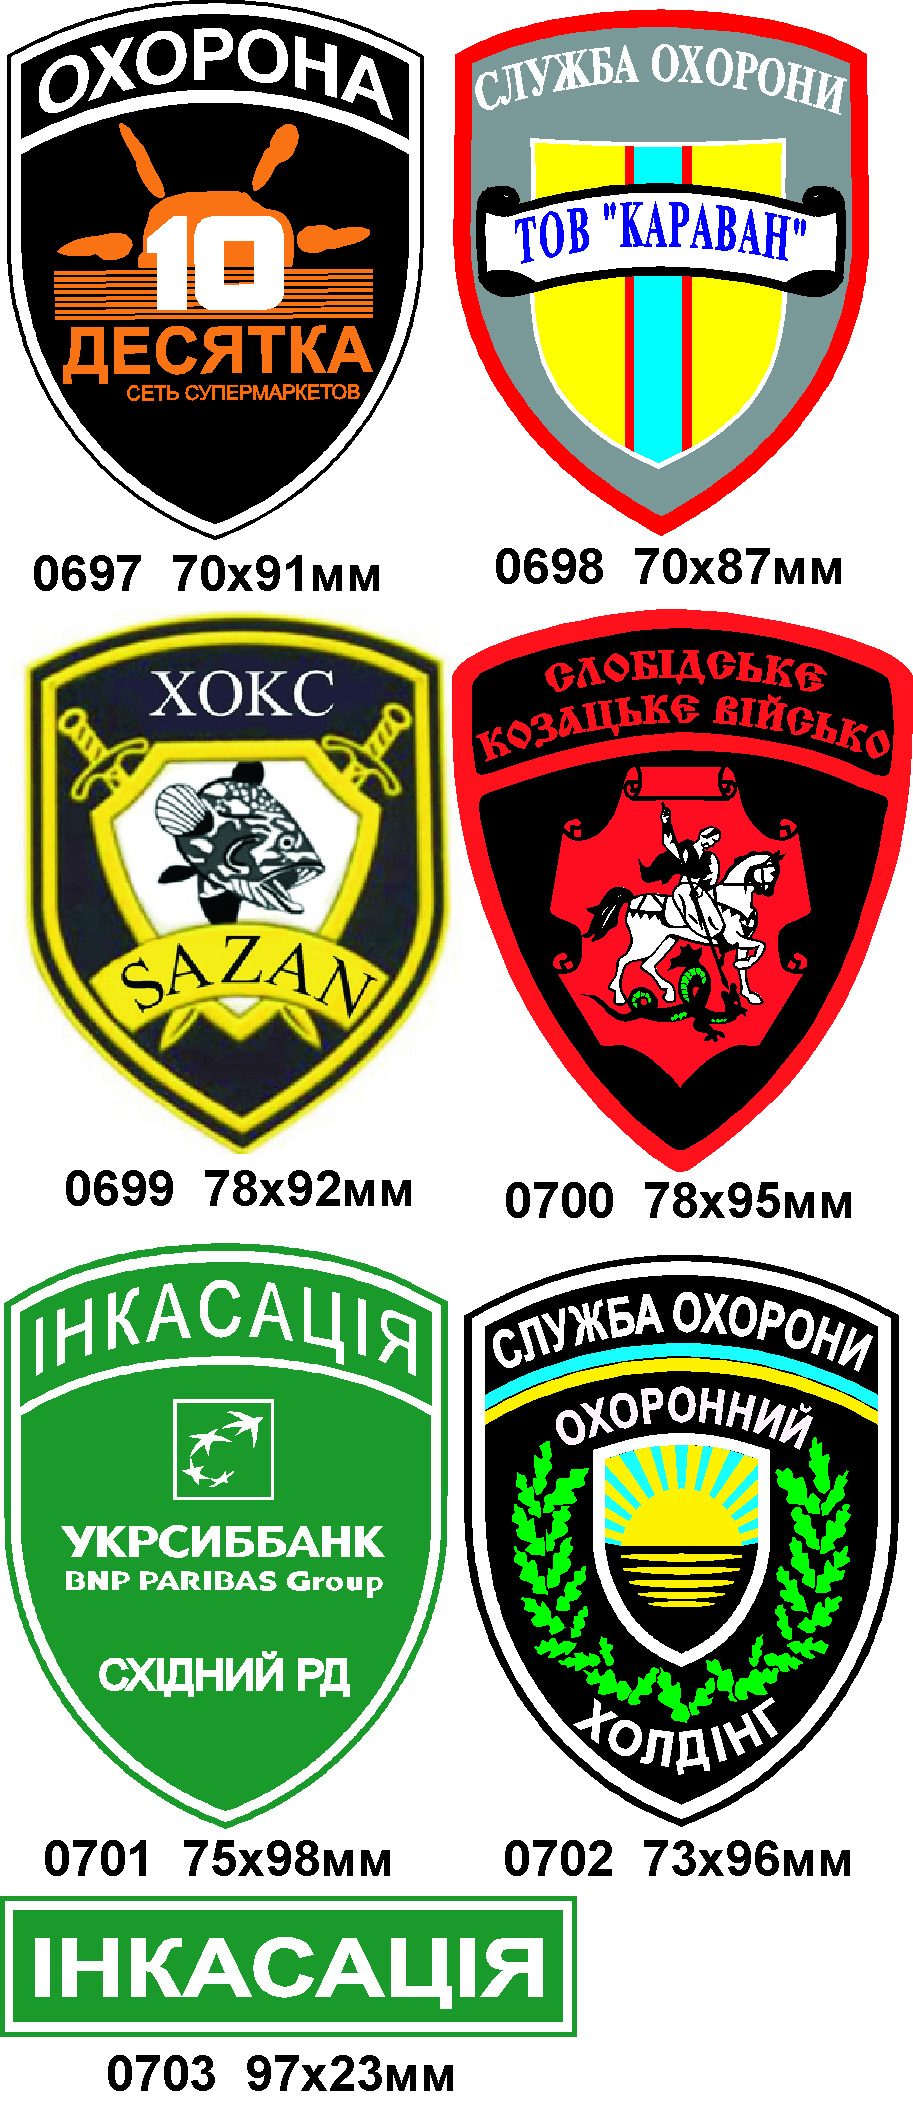 ОХОРОНА
10
ДЕСЯТКА
СЕТЬ СУПЕРМАРКЕТОВ
0697 70х91мм
СЛУЖБА ОХОРОНИ
ТОВ "КАРАВАН"
0698 70х87мм
ХОКС
SAZAN
0699 78х92мм
СЛОБІДСЬКЕ
КОЗАЦЬКЕ ВІЙСЬКО
0700 78х95мм
ІНКАСАЦІЯ
УКРСИББАНК
BNP PARIBAS Group
СХІДНИЙ РД
0701 75х98мм
СЛУЖБА ОХОРОНИ
ОХОРОННИЙ
ХОЛДІНГ
0702 73х96мм
ІНКАСАЦІЯ
0703 97х23мм